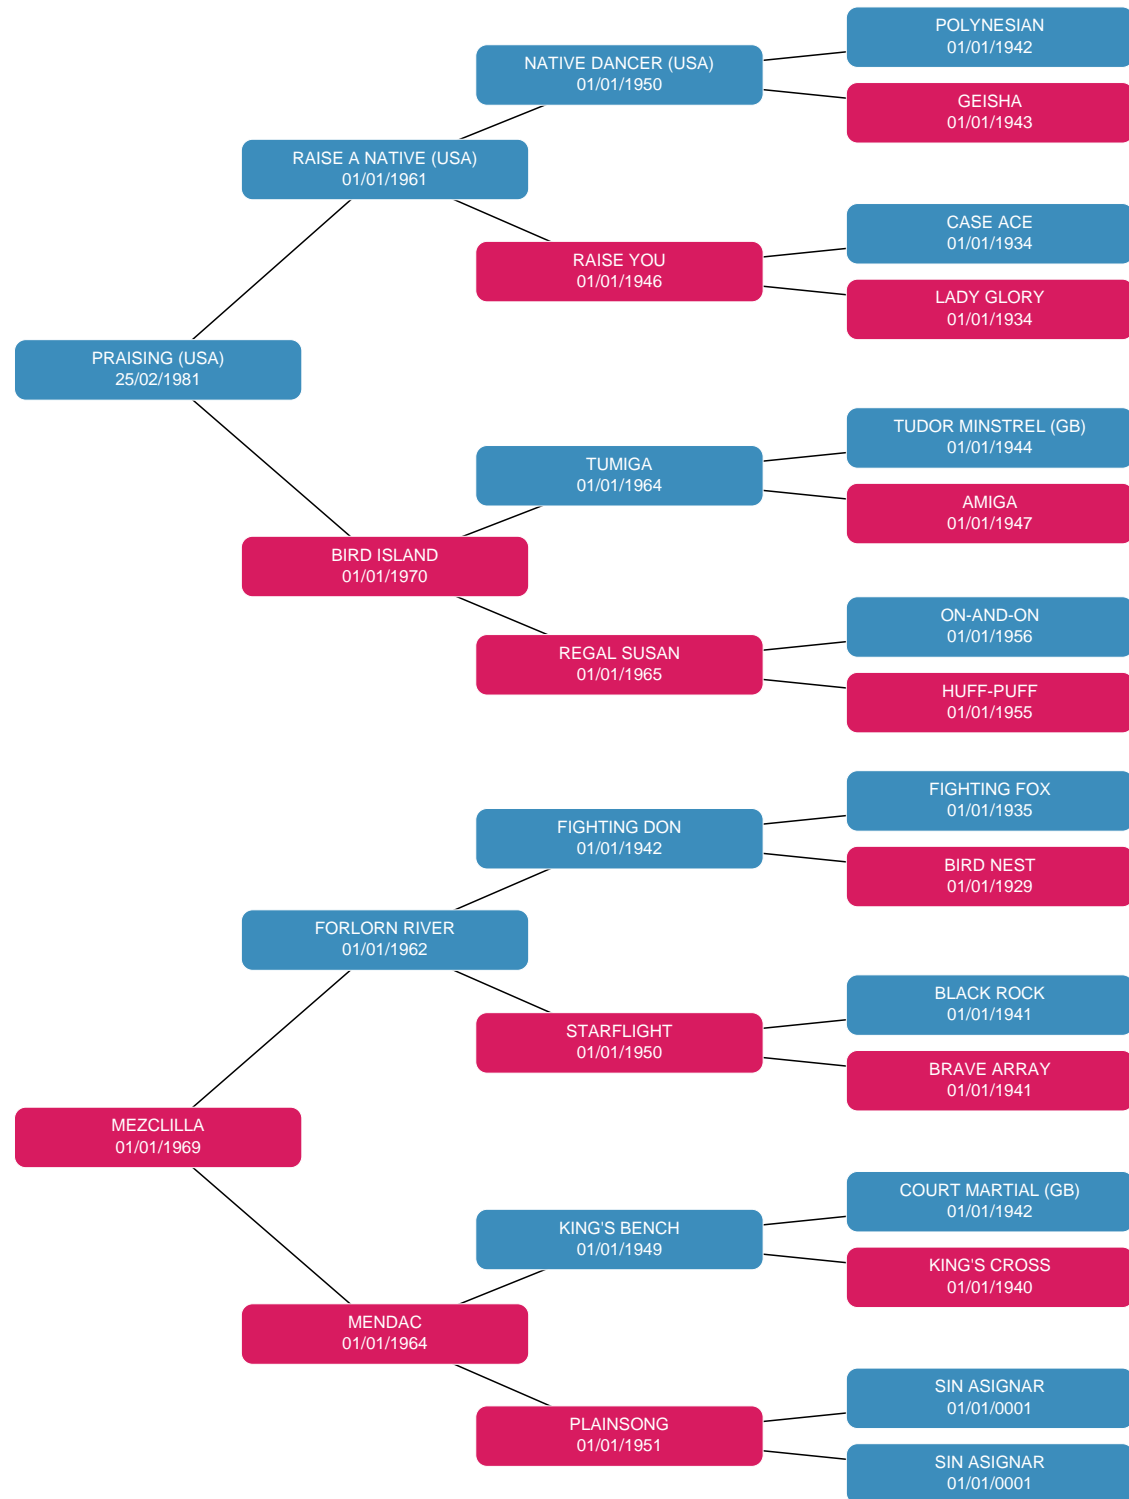 POLYNESIAN
01/01/1942
NATIVE DANCER (USA)
01/01/1950
GEISHA
01/01/1943
RAISE A NATIVE (USA)
01/01/1961
CASE ACE
01/01/1934
RAISE YOU
01/01/1946
LADY GLORY
01/01/1934
PRAISING (USA)
25/02/1981
TUDOR MINSTREL (GB)
01/01/1944
TUMIGA
01/01/1964
AMIGA
01/01/1947
BIRD ISLAND
01/01/1970
ON-AND-ON
01/01/1956
REGAL SUSAN
01/01/1965
HUFF-PUFF
01/01/1955
FIGHTING FOX
01/01/1935
FIGHTING DON
01/01/1942
BIRD NEST
01/01/1929
FORLORN RIVER
01/01/1962
BLACK ROCK
01/01/1941
STARFLIGHT
01/01/1950
BRAVE ARRAY
01/01/1941
MEZCLILLA
01/01/1969
COURT MARTIAL (GB)
01/01/1942
KING'S BENCH
01/01/1949
KING'S CROSS
01/01/1940
MENDAC
01/01/1964
SIN ASIGNAR
01/01/0001
PLAINSONG
01/01/1951
SIN ASIGNAR
01/01/0001